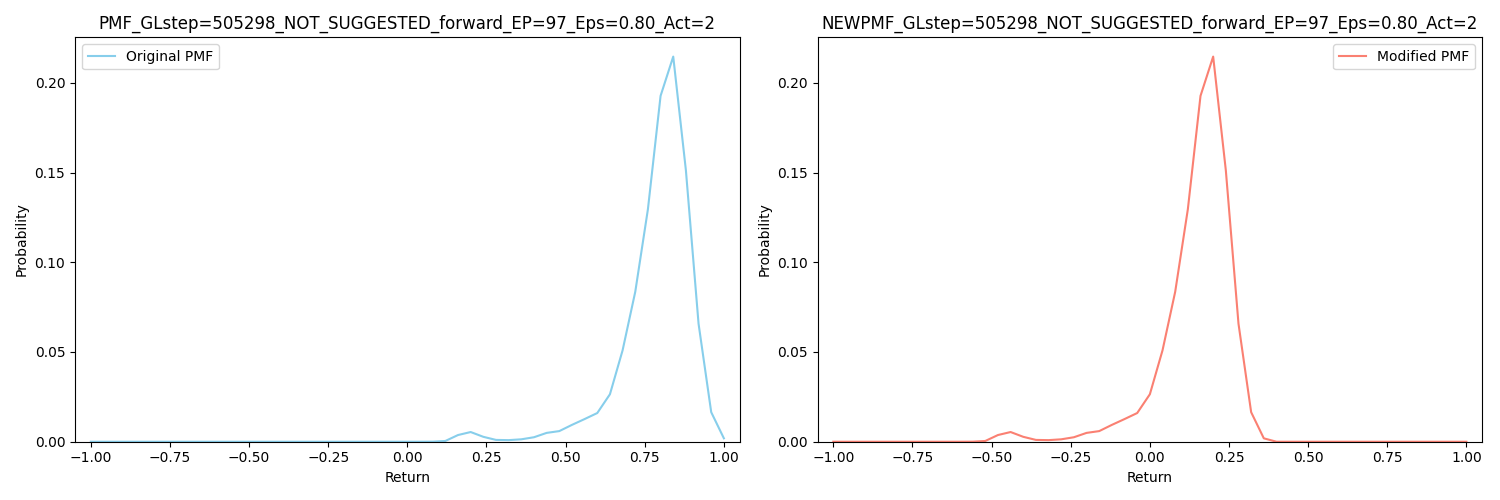 PMF_GLstep=505298_NOT_SUGGESTED_forward_EP=97_Eps=0.80_Act=2
Original PMF
Probability
0.20
0.15
0.10
0.05
0.00
−1.00 −0.75 −0.50 −0.25 0.00 0.25 0.50 0.75 1.00
Return
NEWPMF_GLstep=505298_NOT_SUGGESTED_forward_EP=97_Eps=0.80_Act=2
Modified PMF
Probability
0.20
0.15
0.10
0.05
0.00
−1.00 −0.75 −0.50 −0.25 0.00 0.25 0.50 0.75 1.00
Return